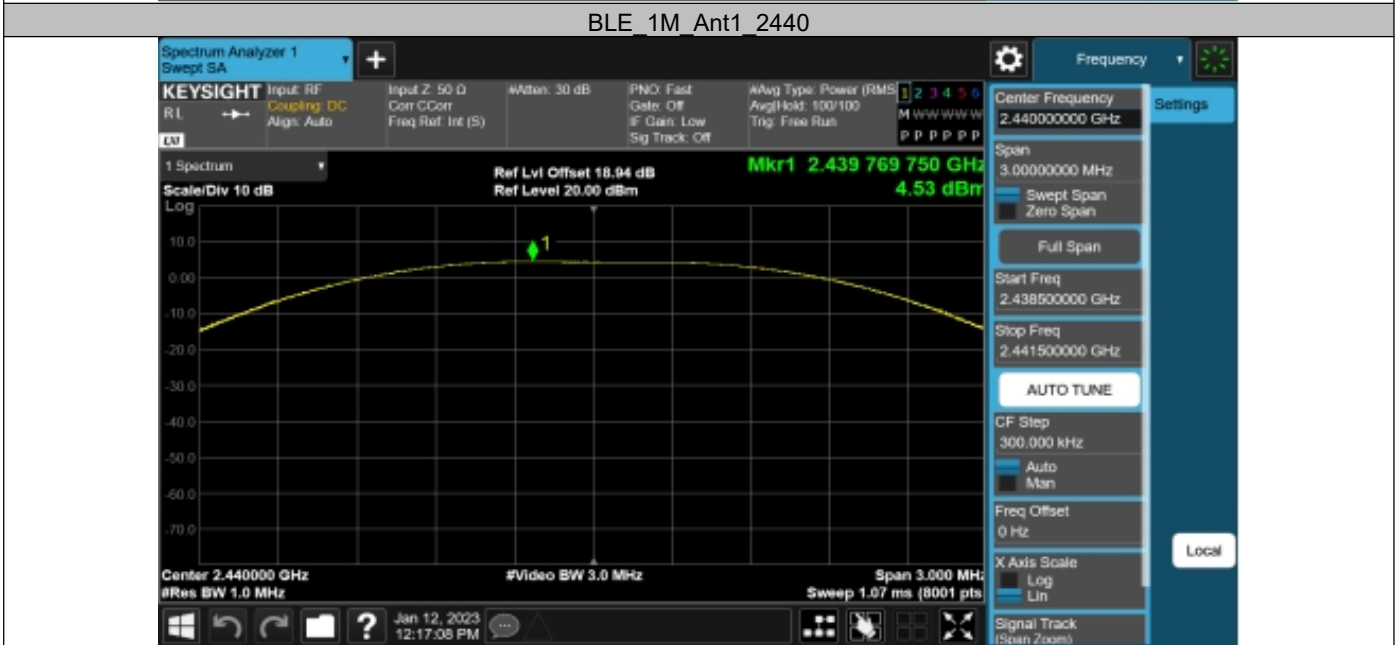 BLE_1M_Ant1_2440
Spectrum Analyzer 1
Swept SA
+
Frequency
KEYSIGHT
RL
LXI
Input: RF
Coupling: DC
Align: Auto
Input Z: 50 Ω
Corr CCorr
Freq Ref: Int (S)
#Atten: 30 dB
PNO: Fast
Gate: Off
IF Gain: Low
Sig Track: Off
#Avg Type: Power (RMS
Avg|Hold: 100/100
Trig: Free Run
1 2 3 4 5 6
M W W W W W
P P P P P P
1 Spectrum
Scale/Div 10 dB
Log
Ref Lvl Offset 18.94 dB
Ref Level 20.00 dBm
Mkr1 2.439 769 750 GHz
4.53 dBm
1
10.0
0.00
-10.0
-20.0
-30.0
-40.0
-50.0
-60.0
-70.0
Center 2.440000 GHz
#Res BW 1.0 MHz
#Video BW 3.0 MHz
Span 3.000 MHz
Sweep 1.07 ms (8001 pts
?
Jan 12, 2023
12:17:08 PM
Center Frequency
2.440000000 GHz
Settings
Span
3.00000000 MHz
Swept Span
Zero Span
Full Span
Start Freq
2.438500000 GHz
Stop Freq
2.441500000 GHz
AUTO TUNE
CF Step
300.000 kHz
Auto
Man
Freq Offset
0 Hz
X Axis Scale
Log
Lin
Local
Signal Track
(Span Zoom)